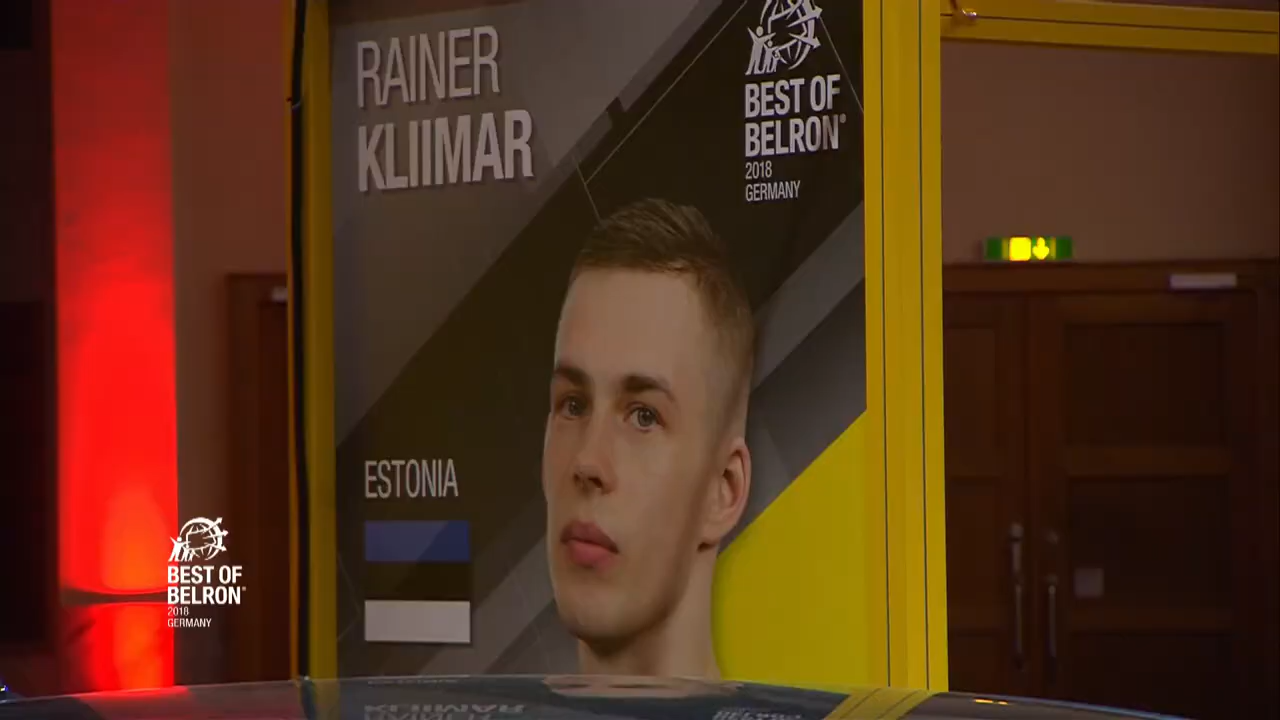 RAINER
KLIIMAR
BEST OF
BELRON®
2018
GERMANY
ESTONIA
BEST OF
BELRON®
2018
GERMANY